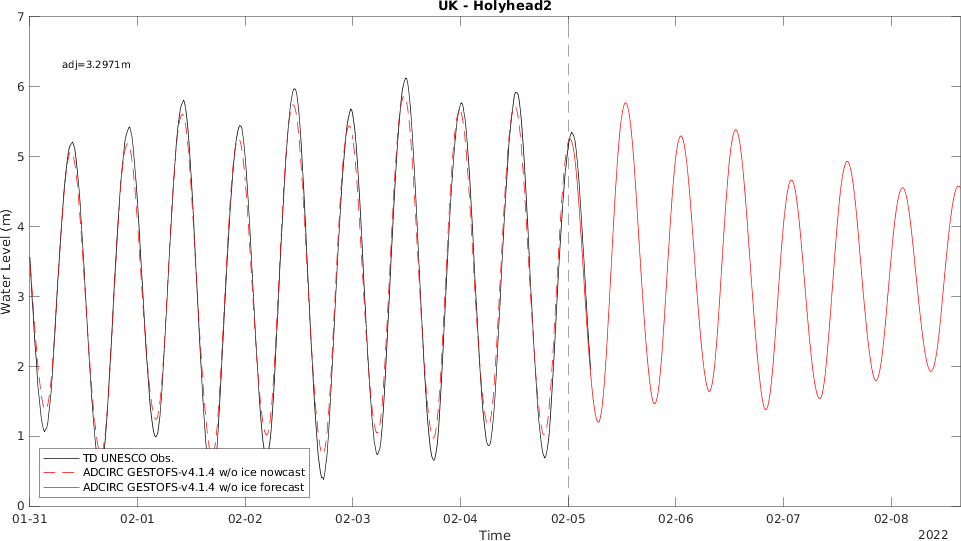 UK - Holyhead2
adj=3.2971m
7
6
5
4
3
2
1
0
Water Level (m)
TD UNESCO Obs.
ADCIRC GESTOFS-v4.1.4 w/o ice nowcast
ADCIRC GESTOFS-v4.1.4 w/o ice forecast
01-31 02-01 02-02 02-03 02-04 02-05 02-06 02-07 02-08
Time
2022